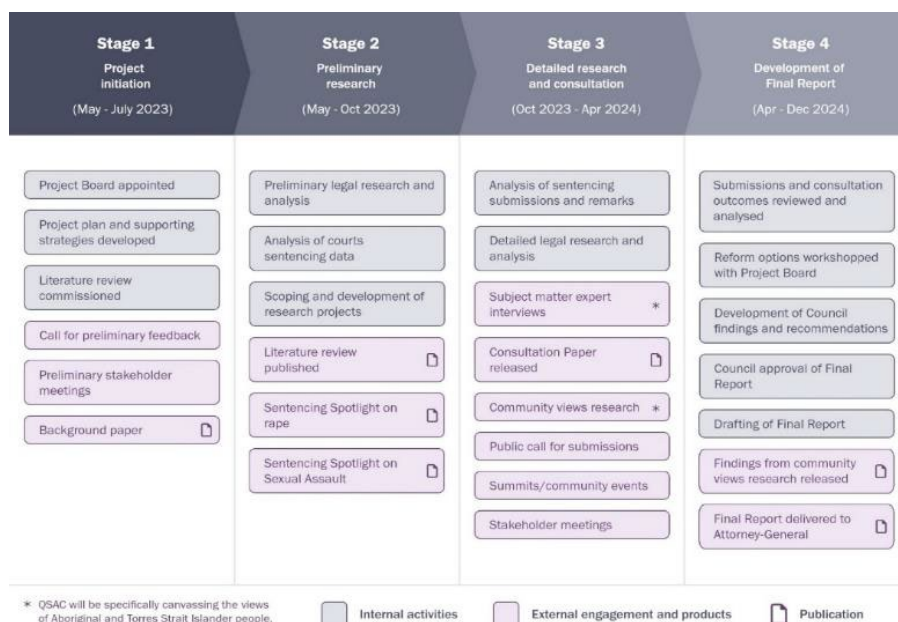 Stage 1
Project
initiation
(May - July 2023)
Stage 2
Preliminary
research
(May - Oct 2023)
Stage 3
Detailed research
and consultation
(Oct 2023 - Apr 2024)
Stage 4
Development of
Final Report
(Apr - Dec 2024)
Project Board appointed
Project plan and supporting
strategies developed
Literature review
commissioned
Call for preliminary feedback
Preliminary stakeholder
meetings
Background paper
Preliminary legal research and
analysis
Analysis of courts
sentencing data
Scoping and development of
research projects
Literature review
published
Sentencing Spotlight on
rape
Sentencing Spotlight on
Sexual Assault
Analysis of sentencing
submissions and remarks
Detailed legal research and
analysis
Subject matter expert
interviews *
Consultation Paper
released
Community views research *
Public call for submissions
Summits/community events
Stakeholder meetings
Submissions and consultation
outcomes reviewed and
analysed
Reform options workshopped
with Project Board
Development of Council
findings and recommendations
Council approval of Final
Report
Drafting of Final Report
Findings from community
views research released
Final Report delivered to
Attorney-General
* QSAC will be specifically canvassing the views
of Aboriginal and Torres Strait Islander people.
Internal activities
External engagement and products
Publication